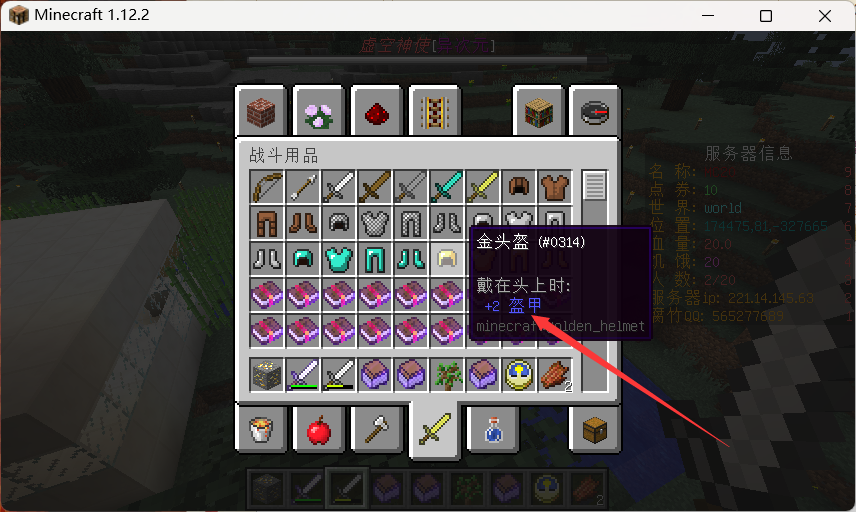 Minecraft 1.12.2
虚空神使[异次元]
战斗用品
服务器信息
名 称:
点 券: 10
世 界: world
位 置: 174475.81,-327665
血 量: 20.0
饥 饿: 20
人 数: 2/20
服务器ip: 221.14.145.63
腐竹QQ: 565277689
金头盔 (#0314)
戴在头上时:
+2 盔甲
minecraft:golden_helmet
2
2